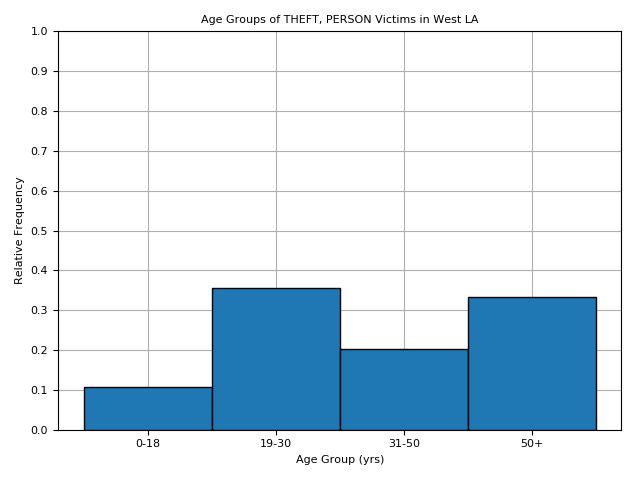 Age Groups of THEFT, PERSON Victims in West LA
1.0
0.9
0.8
0.7
0.6
0.5
0.4
0.3
0.2
0.1
0.0
Relative Frequency
0-18 19-30 31-50 50+
Age Group (yrs)